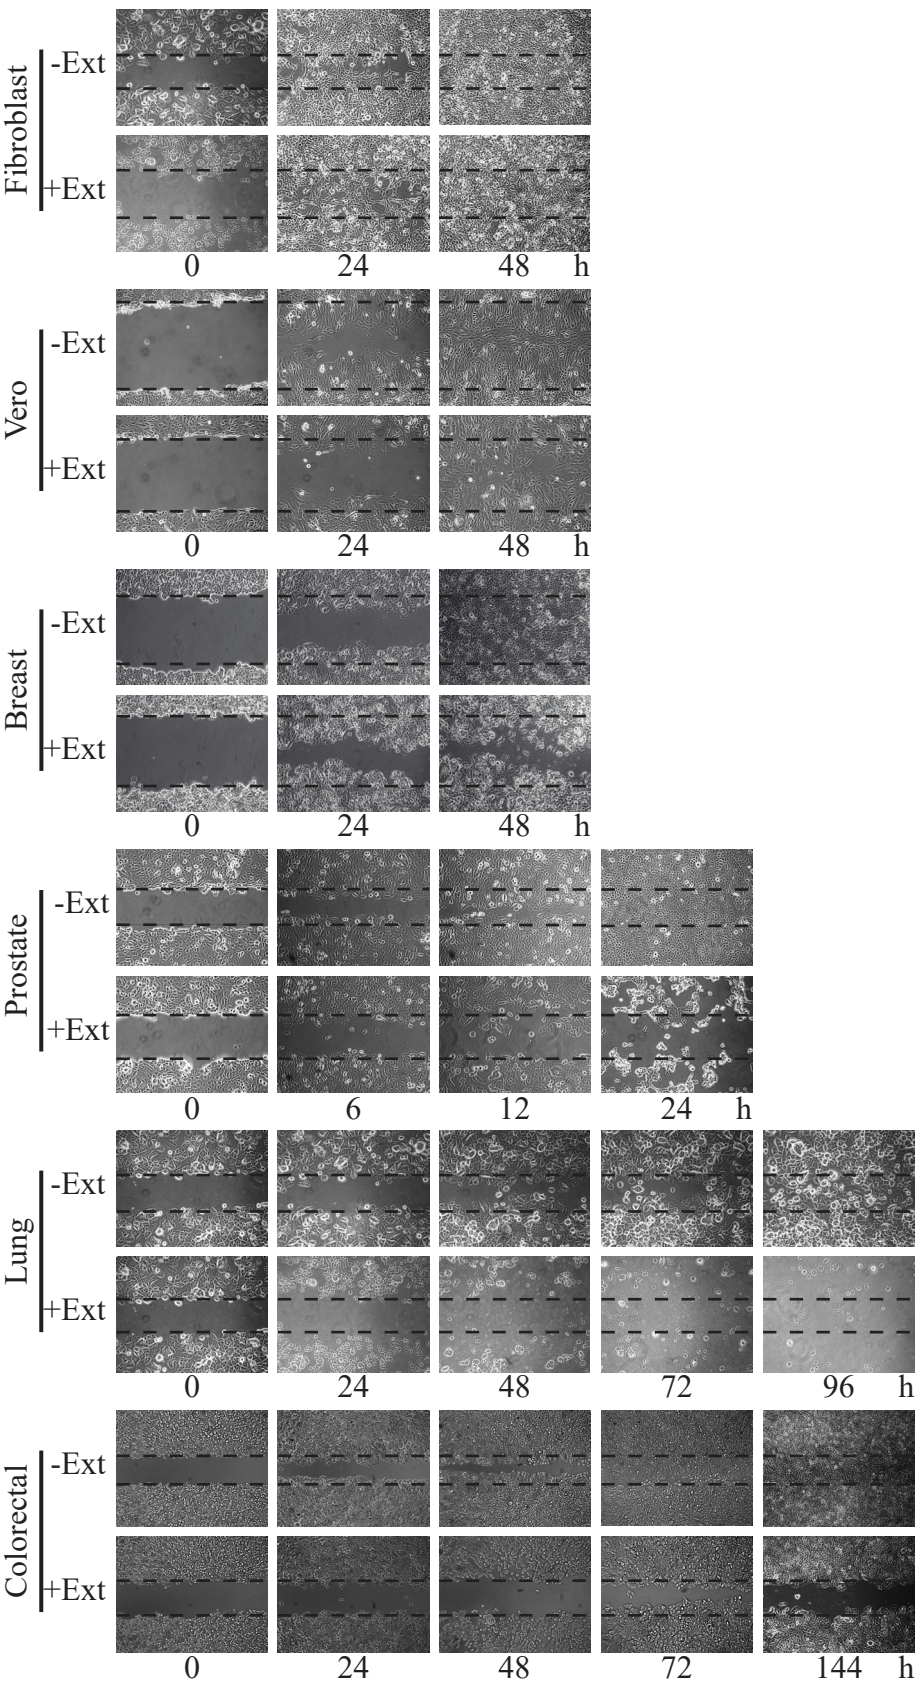 Fibroblast
-Ext
+Ext
0 24 48 h
Vero
-Ext
+Ext
0 24 48 h
Breast
-Ext
+Ext
0 24 48 h
Prostate
-Ext
+Ext
0 6 12 24 h
Lung
-Ext
+Ext
0 24 48 72 96 h
Colorectal
-Ext
+Ext
0 24 48 72 144 h